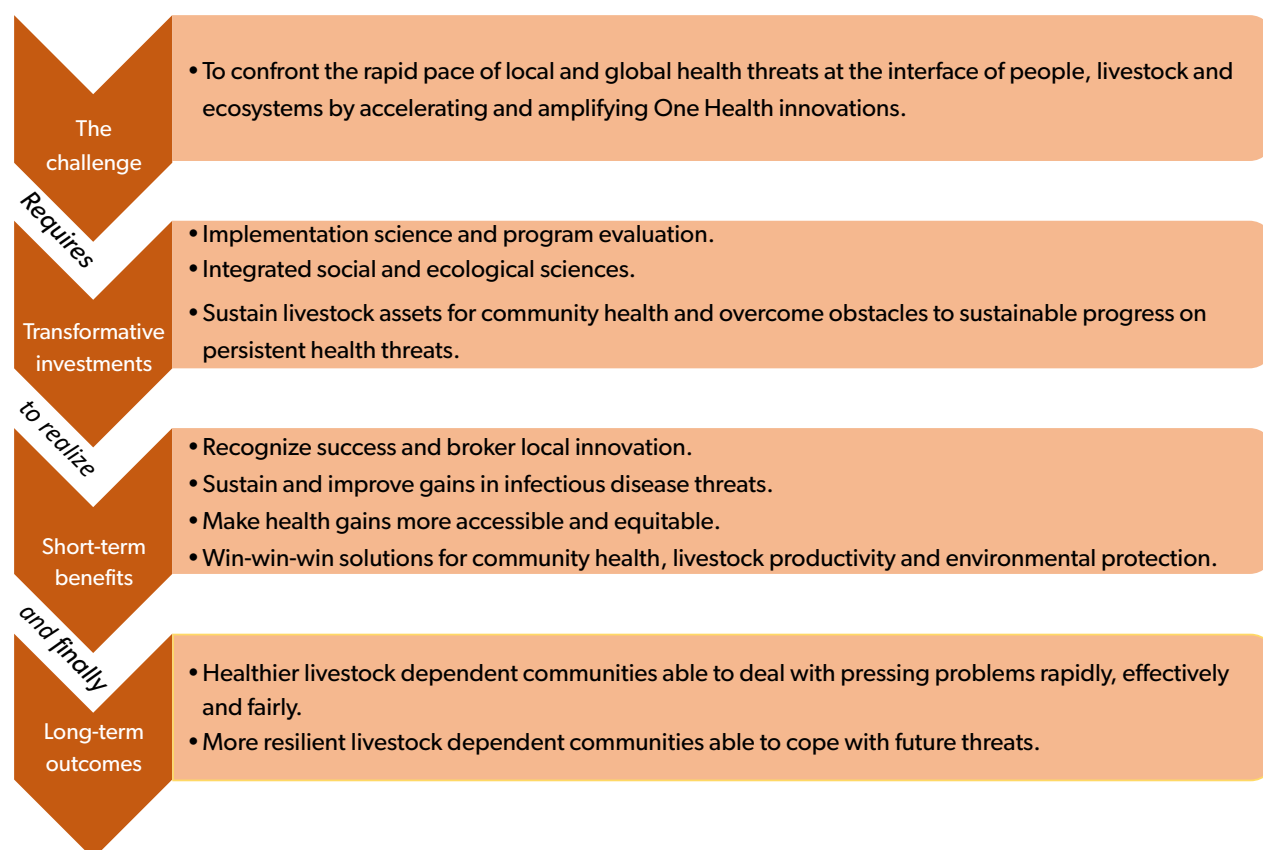 The
challenge
• To confront the rapid pace of local and global health threats at the interface of people, livestock and
ecosystems by accelerating and amplifying One Health innovations.
Requires
Transformative
investments
• Implementation science and program evaluation.
• Integrated social and ecological sciences.
• Sustain livestock assets for community health and overcome obstacles to sustainable progress on
persistent health threats.
to realize
Short-term
benefits
• Recognize success and broker local innovation.
• Sustain and improve gains in infectious disease threats.
• Make health gains more accessible and equitable.
• Win-win-win solutions for community health, livestock productivity and environmental protection.
and finally
Long-term
outcomes
• Healthier livestock dependent communities able to deal with pressing problems rapidly, effectively
and fairly.
• More resilient livestock dependent communities able to cope with future threats.